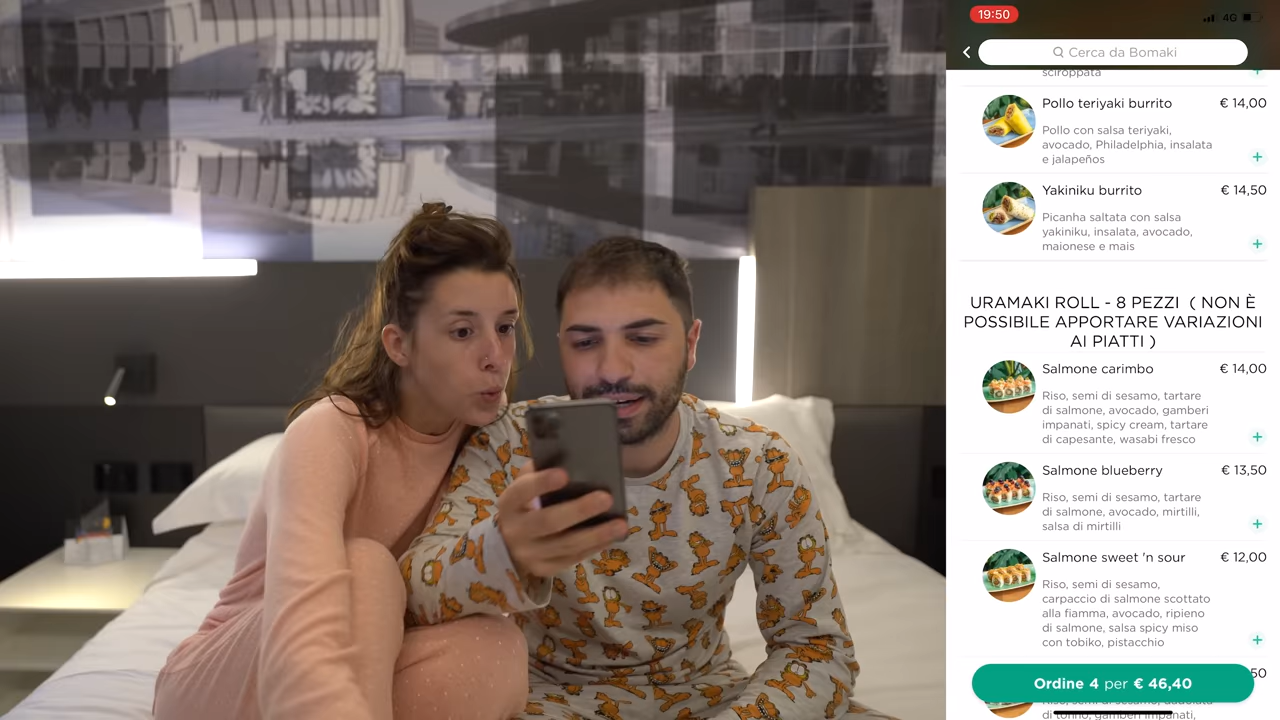 19:50
4G
Cerca da Bomaki
sciroppata
Pollo teriyaki burrito € 14,00
Pollo con salsa teriyaki,
avocado, Philadelphia, insalata
e jalapeños
+
Yakiniku burrito € 14,50
Picanha saltata con salsa
yakiniku, insalata, avocado,
maionese e mais
+
URAMAKI ROLL - 8 PEZZI ( NON È
POSSIBILE APPORTARE VARIAZIONI
AI PIATTI )
Salmone carimbo € 14,00
Riso, semi di sesamo, tartare
di salmone, avocado, gamberi
impanati, spicy cream, tartare
di capesante, wasabi fresco
+
Salmone blueberry € 13,50
Riso, semi di sesamo, tartare
di salmone, avocado, mirtilli,
salsa di mirtilli
+
Salmone sweet 'n sour € 12,00
Riso, semi di sesamo,
carpaccio di salmone scottato
alla fiamma, avocado, ripieno
di salmone, salsa spicy miso
con tobiko, pistacchio
+
50
Ordine 4 per € 46,40
di tonno, gamberi impanati,